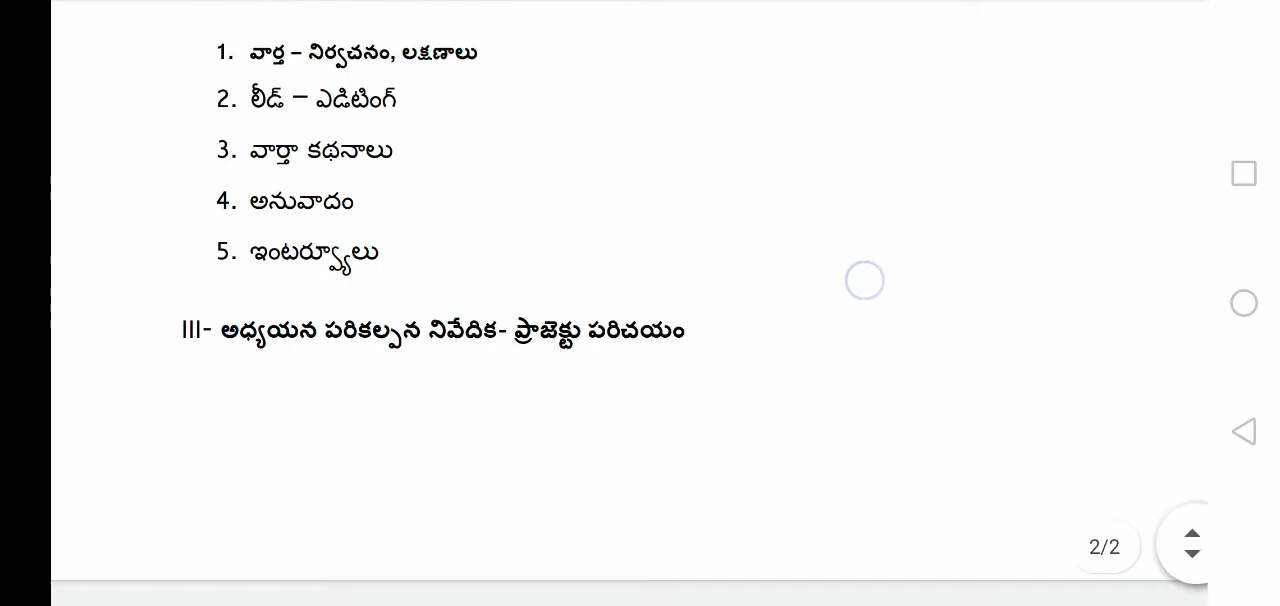 1. వార్త – నిర్వచనం, లక్షణాలు
2. లీడ్ – ఎడిటింగ్
3. వార్తా కథనాలు
4. అనువాదం
5. ఇంటర్వ్యూలు
III- అధ్యయన పరికల్పన నివేదిక- ప్రాజెక్టు పరిచయం
2/2